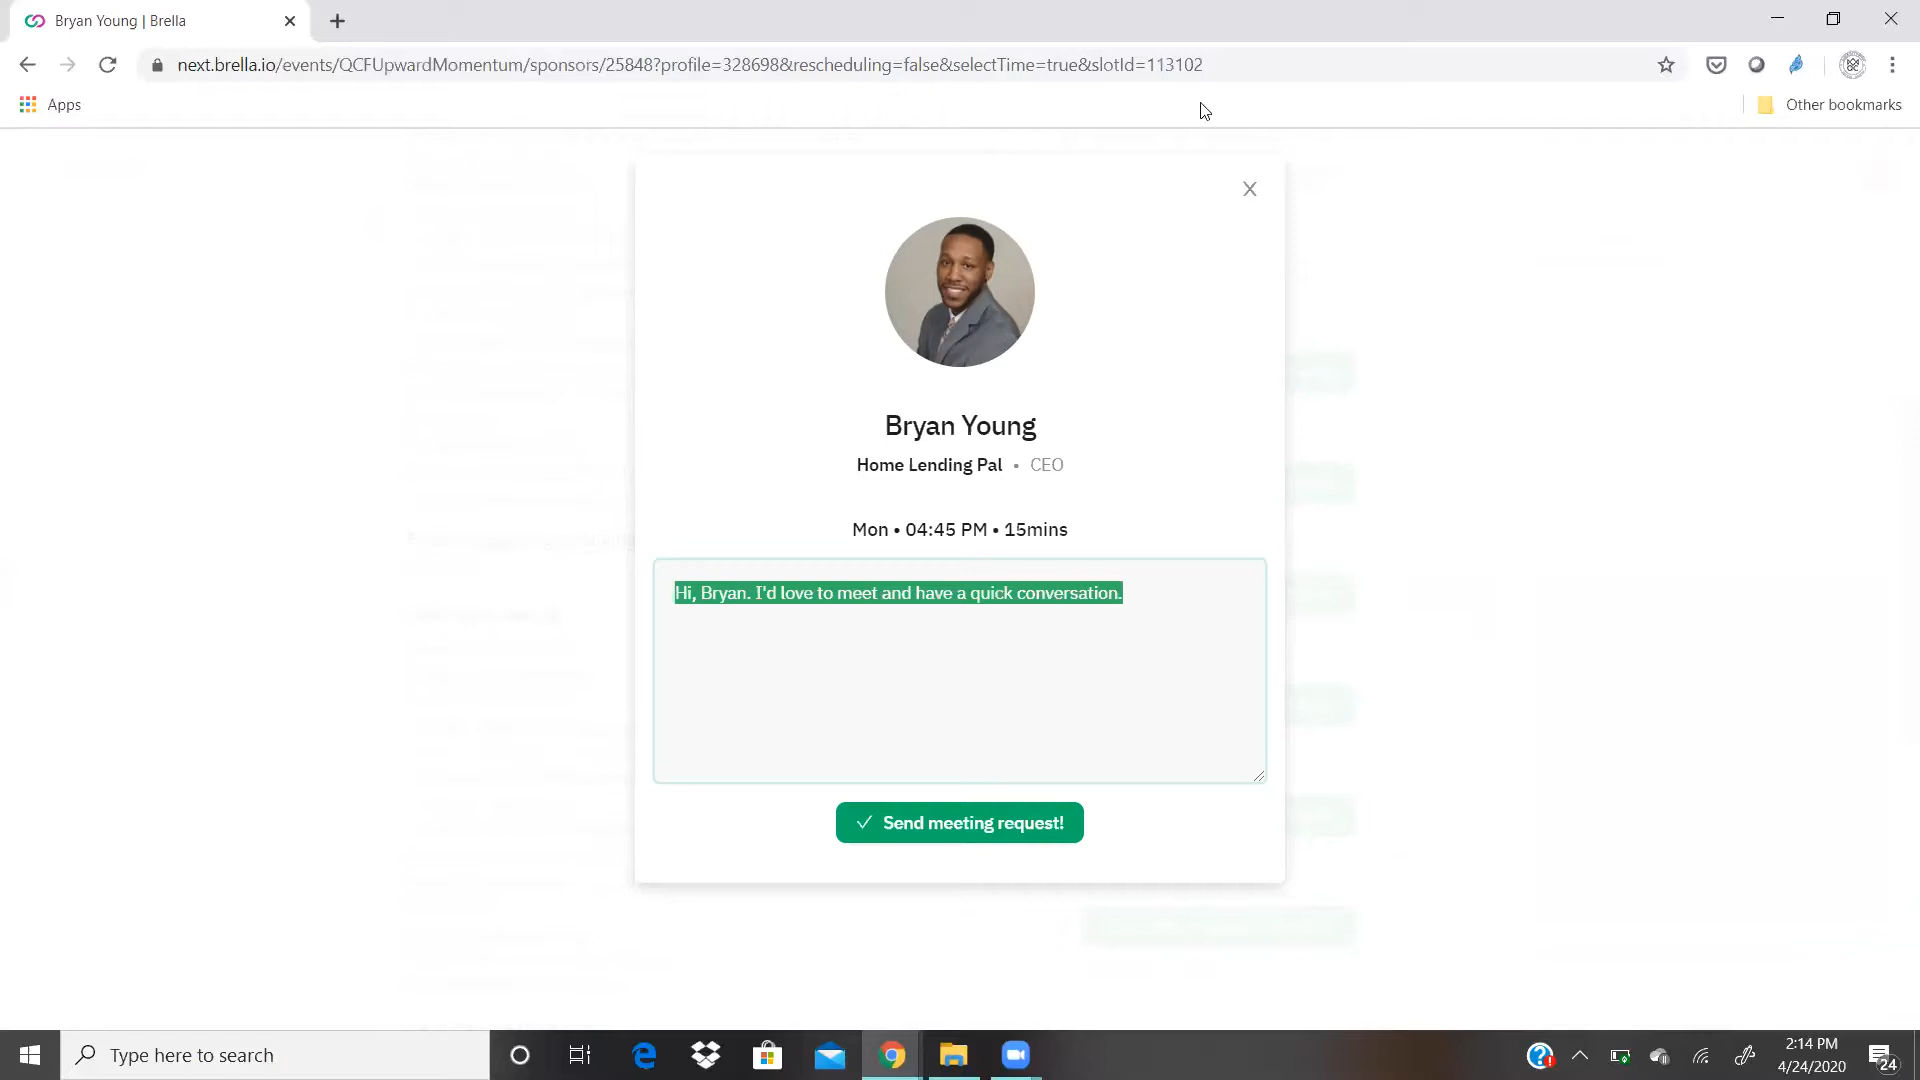 Bryan Young | Brella
next.brella.io/events/QCFUpwardMomentum/sponsors/25848?profile=328698&rescheduling=false&selectTime=true&slotId=113102
Apps
Other bookmarks
X
Bryan Young
Home Lending Pal • CEO
Mon • 04:45 PM • 15mins
Hi, Bryan. I'd love to meet and have a quick conversation.
Send meeting request!
Type here to search
2:14 PM
4/24/2020
24